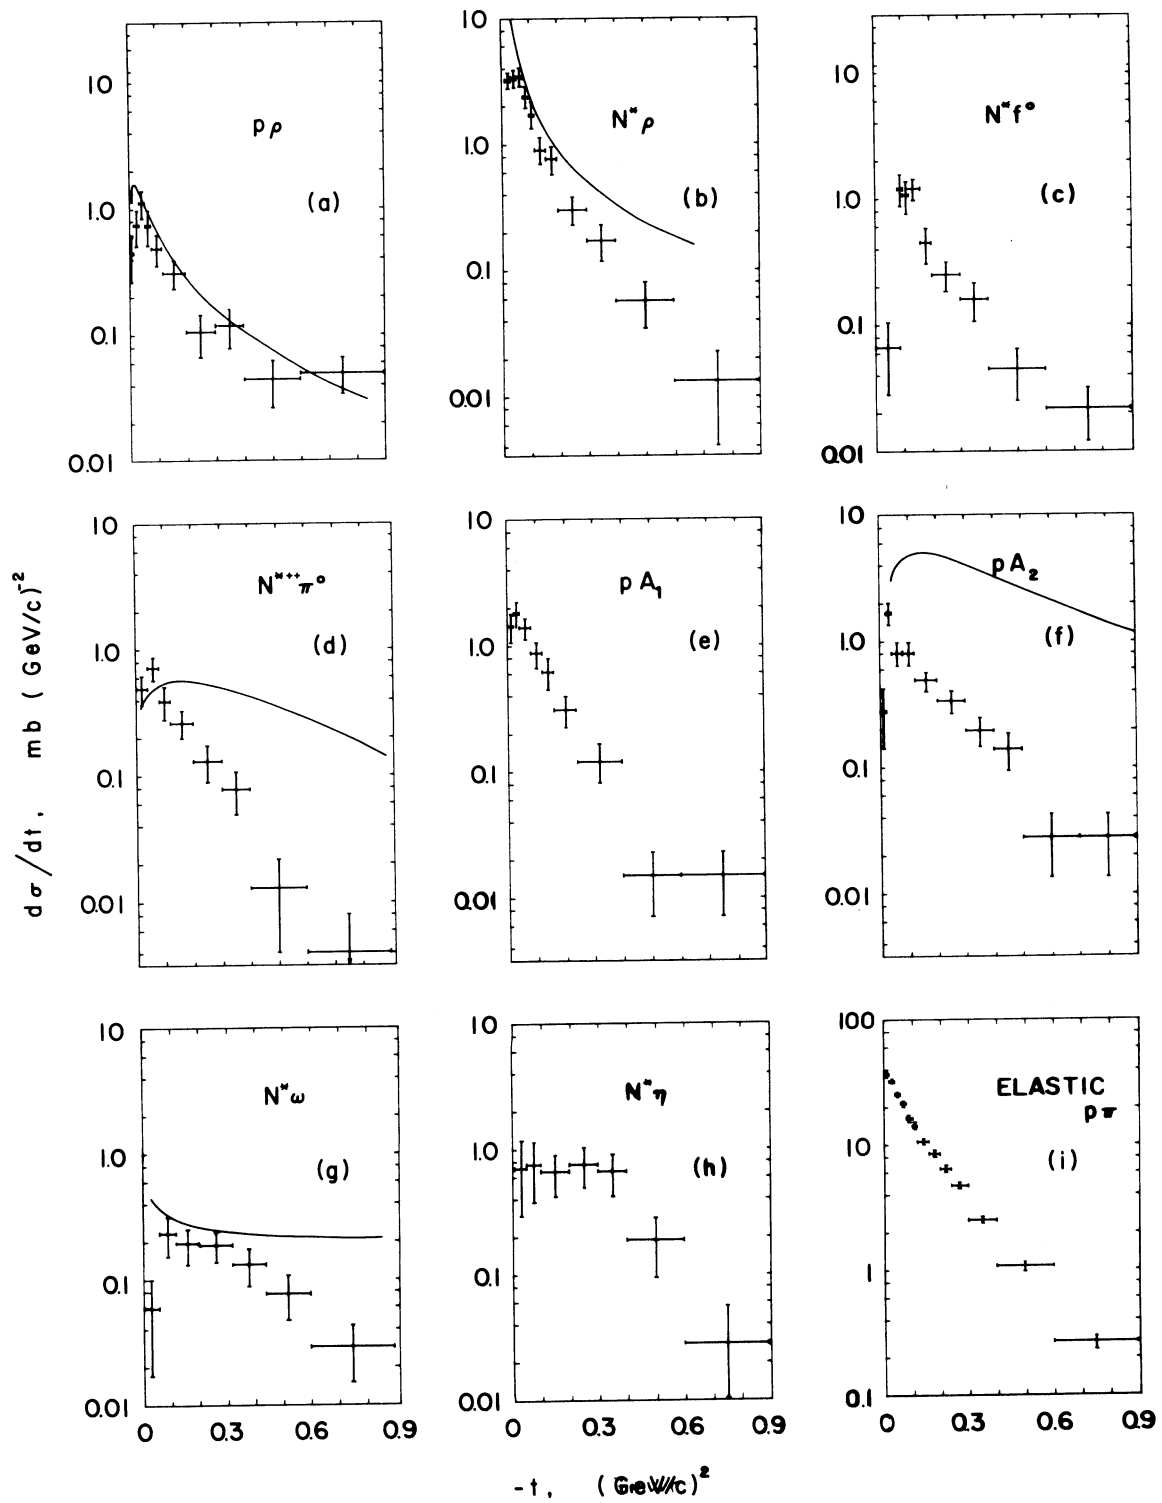 pρ
(a)
10
1.0
0.1
0.01
N*ρ
(b)
10
1.0
0.1
0.01
N*f°
(c)
10
1.0
0.1
0.01
N*++π°
(d)
10
1.0
0.1
0.01
pA₁
(e)
10
1.0
0.1
0.01
pA₂
(f)
10
1.0
0.1
0.01
dσ/dt, mb (GeV/c)⁻²
N*ω
(g)
10
1.0
0.1
0.01
0 0.3 0.6 0.9
N*η
(h)
10
1.0
0.1
0.01
0 0.3 0.6 0.9
ELASTIC
pπ
(i)
100
10
1
0.1
0 0.3 0.6 0.9
-t, (GeV/c)²